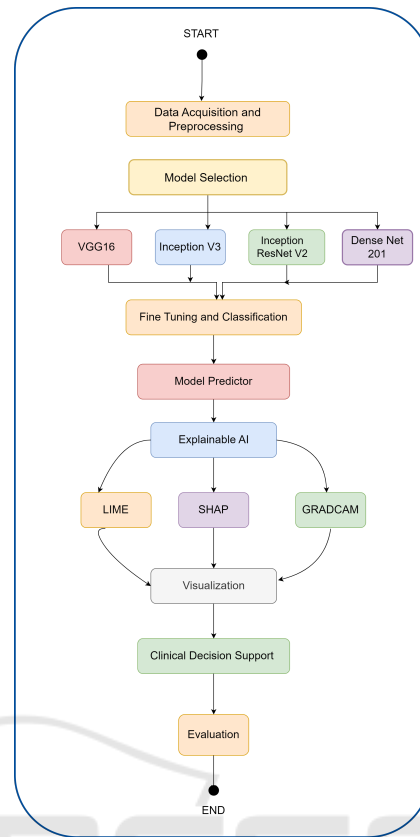 START
Data Acquisition and
Preprocessing
Model Selection
VGG16
Inception V3
Inception
ResNet V2
Dense Net
201
Fine Tuning and Classification
Model Predictor
Explainable AI
LIME
SHAP
GRADCAM
Visualization
Clinical Decision Support
Evaluation
END